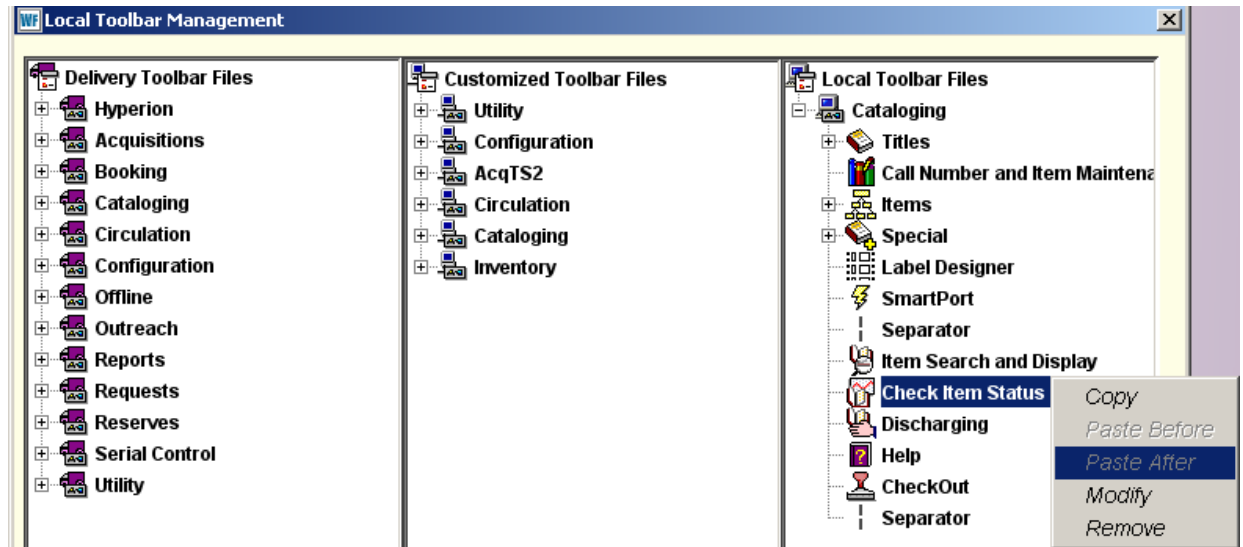 WF Local Toolbar Management
Delivery Toolbar Files
Hyperion
Acquisitions
Booking
Cataloging
Circulation
Configuration
Offline
Outreach
Reports
Requests
Reserves
Serial Control
Utility
Customized Toolbar Files
Utility
Configuration
AcqTS2
Circulation
Cataloging
Inventory
Local Toolbar Files
Cataloging
Titles
Call Number and Item Maintena
Items
Special
Label Designer
SmartPort
Separator
Item Search and Display
Check Item Status
Discharging
Help
CheckOut
Separator
Copy
Paste Before
Paste After
Modify
Remove